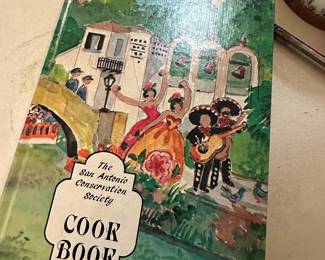 The
San Antonio
Conservation
Society
COOK
BOOK